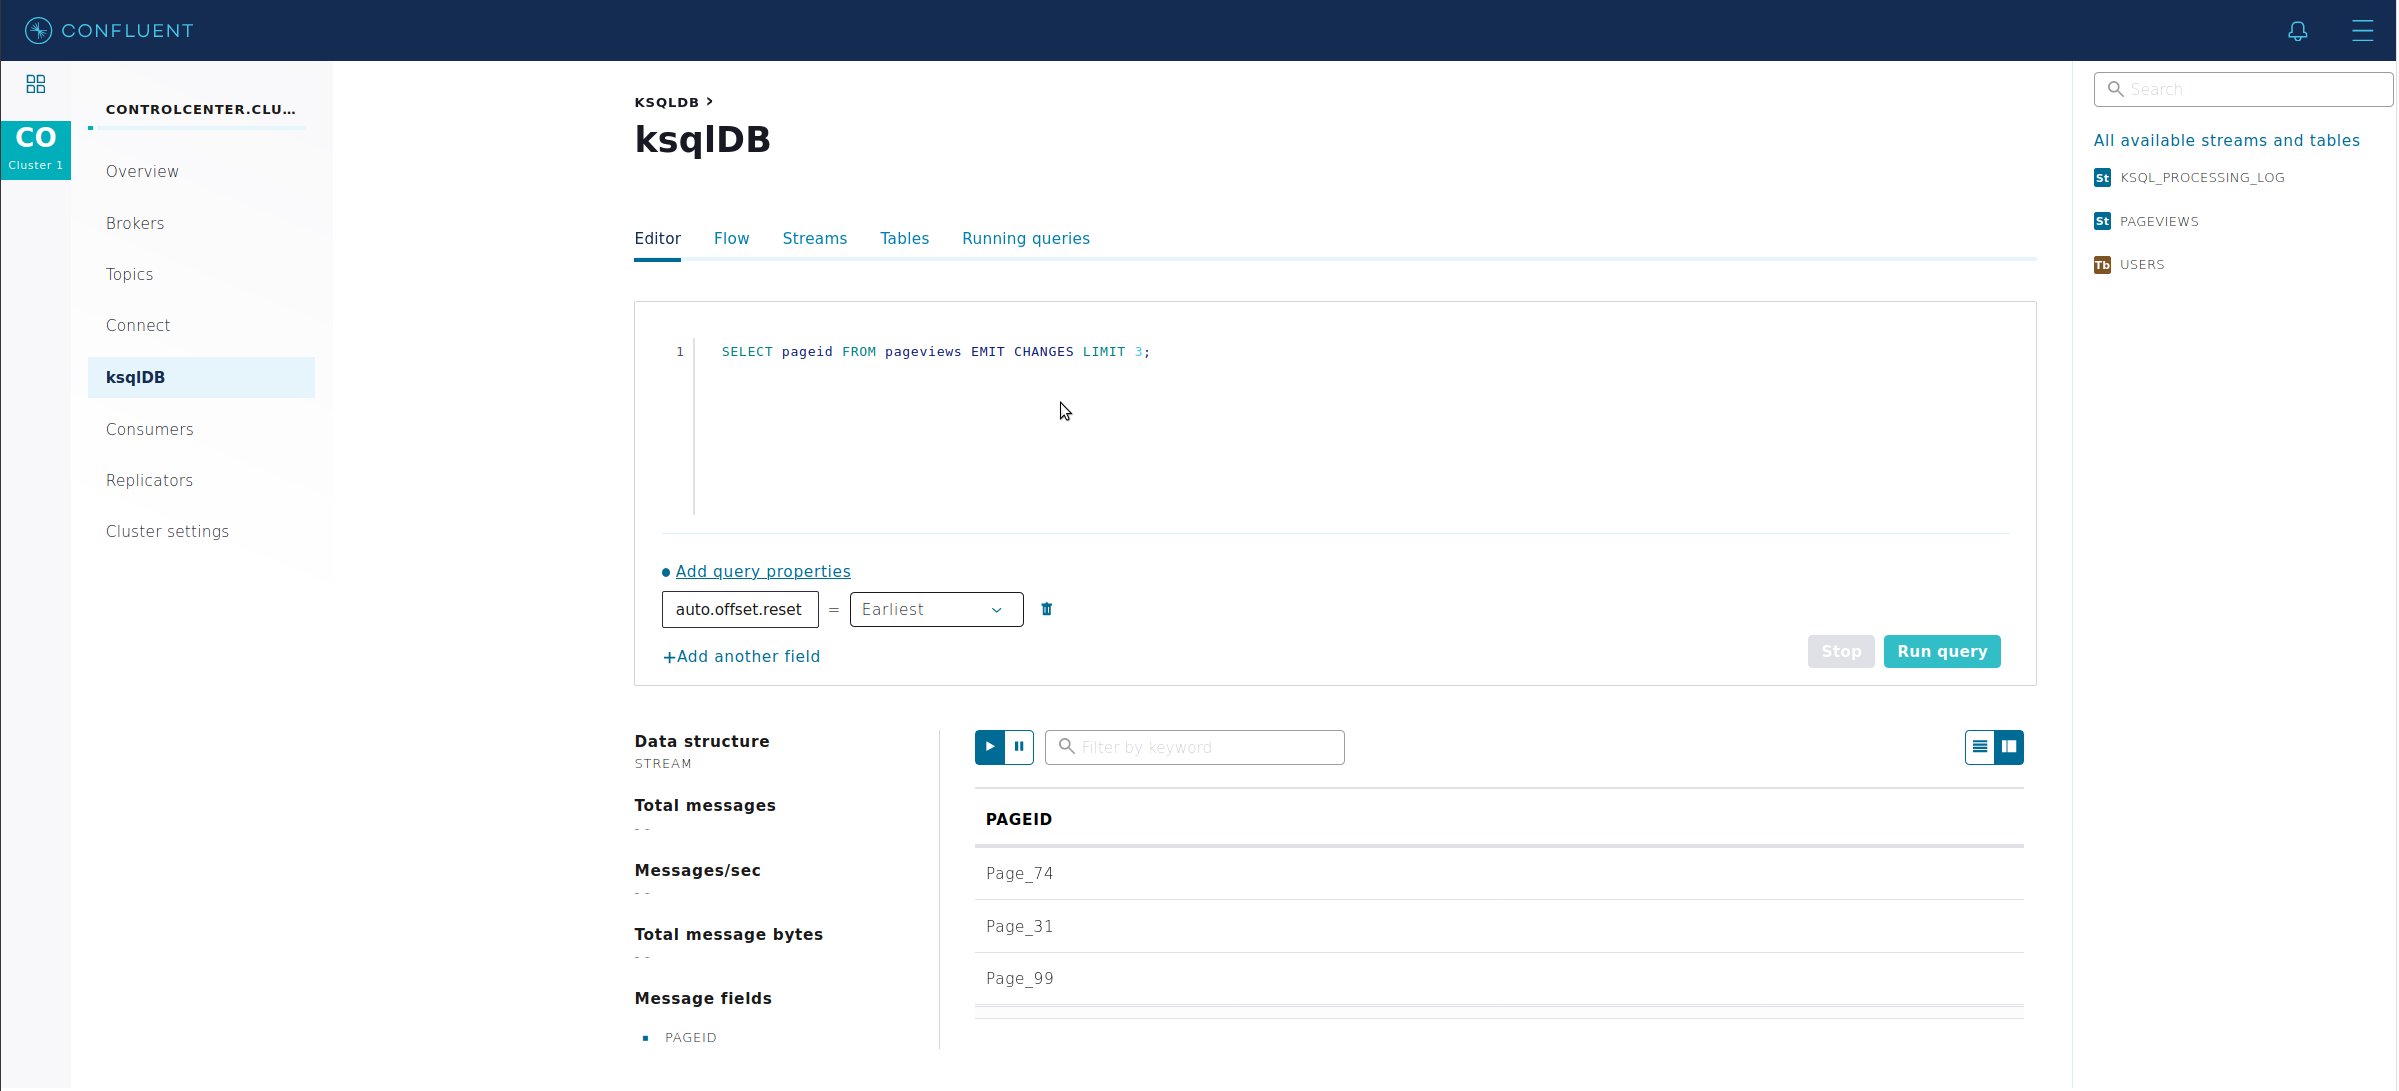 CONFLUENT
CO
Cluster 1
CONTROLCENTER.CLU...
Overview
Brokers
Topics
Connect
ksqlDB
Consumers
Replicators
Cluster settings
KSQLDB ›
ksqlDB
Editor Flow Streams Tables Running queries
1 SELECT pageid FROM pageviews EMIT CHANGES LIMIT 3;
Add query properties
auto.offset.reset = Earliest
+Add another field
Stop Run query
Data structure
STREAM
Total messages
- -
Messages/sec
- -
Total message bytes
- -
Message fields
PAGEID
Filter by keyword
PAGEID
Page_74
Page_31
Page_99
Search
All available streams and tables
St KSQL_PROCESSING_LOG
St PAGEVIEWS
Tb USERS